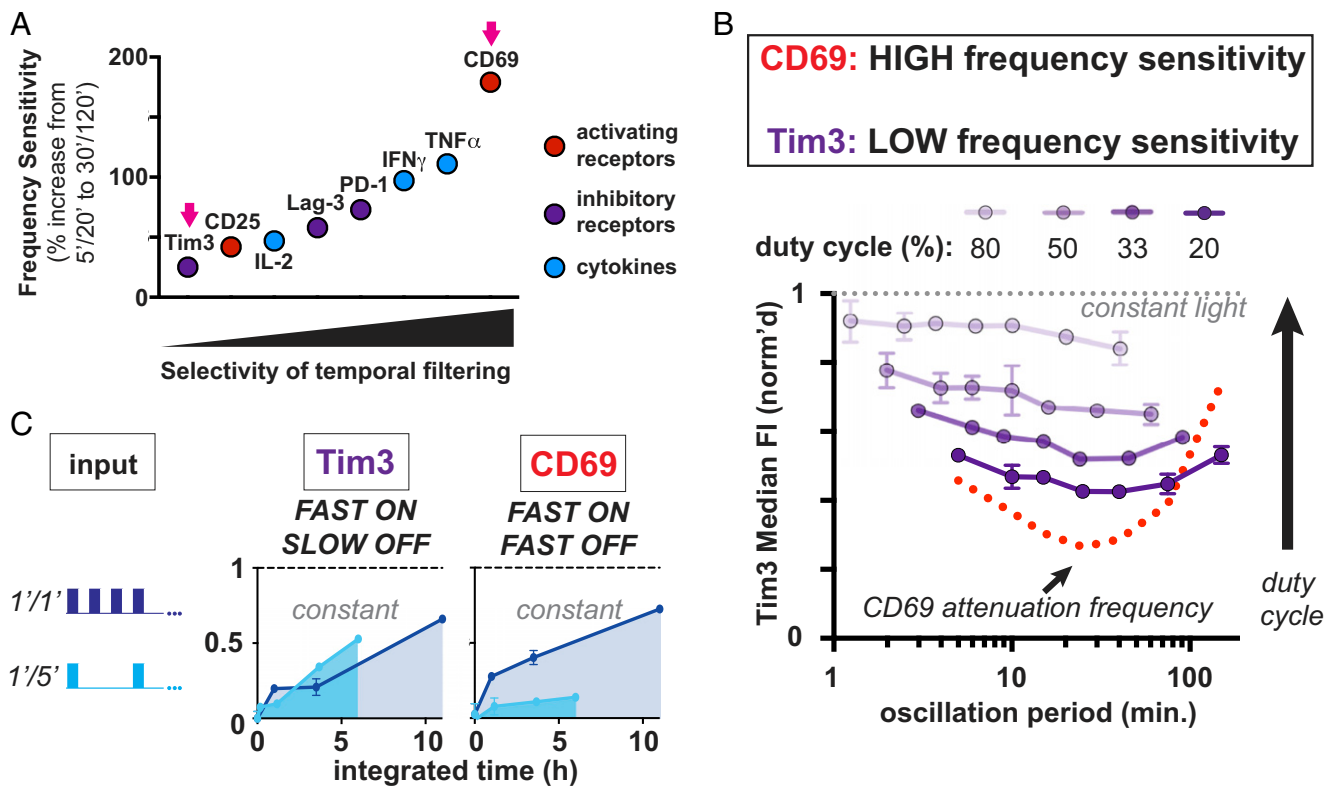 A
Frequency Sensitivity
(% increase from
5'/20' to 30'/120')
200
100
0
Tim3
CD25
IL-2
Lag-3
PD-1
IFNγ
TNFα
CD69
activating
receptors
inhibitory
receptors
cytokines
Selectivity of temporal filtering
B
CD69: HIGH frequency sensitivity
Tim3: LOW frequency sensitivity
duty cycle (%): 80 50 33 20
Tim3 Median FI (norm'd)
1
0
constant light
CD69 attenuation frequency
duty
cycle
1 10 100
oscillation period (min.)
C
input
Tim3
CD69
FAST ON
SLOW OFF
FAST ON
FAST OFF
1'/1'
1'/5'
1
0.5
0
constant
constant
0 5 10
0 5 10
integrated time (h)